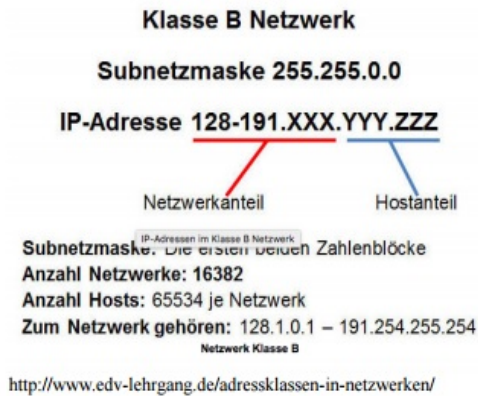 Klasse B Netzwerk
Subnetzmaske 255.255.0.0
IP-Adresse 128-191.XXX.YYY.ZZZ
Netzwerkanteil Hostanteil
IP-Adressen im Klasse B Netzwerk
Subnetzmaske: Die ersten beiden Zahlenblöcke
Anzahl Netzwerke: 16382
Anzahl Hosts: 65534 je Netzwerk
Zum Netzwerk gehören: 128.1.0.1 – 191.254.255.254
Netzwerk Klasse B
http://www.edv-lehrgang.de/adressklassen-in-netzwerken/